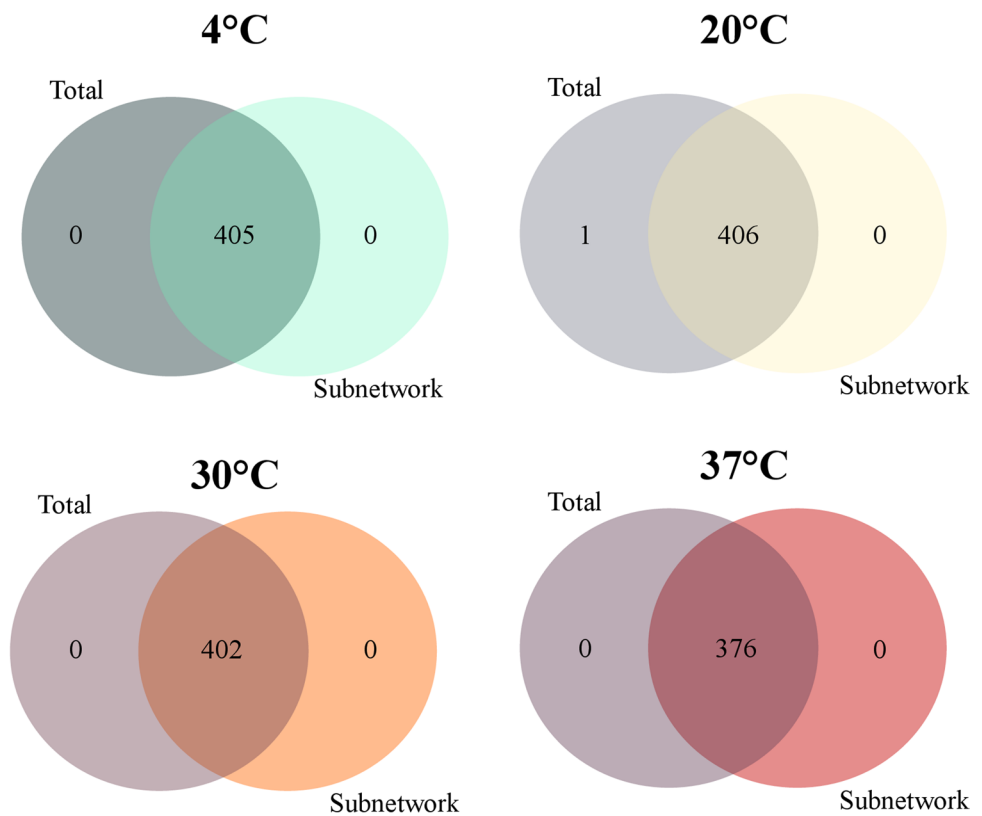 4°C
Total
0
405
0
Subnetwork
20°C
Total
1
406
0
Subnetwork
30°C
Total
0
402
0
Subnetwork
37°C
Total
0
376
0
Subnetwork